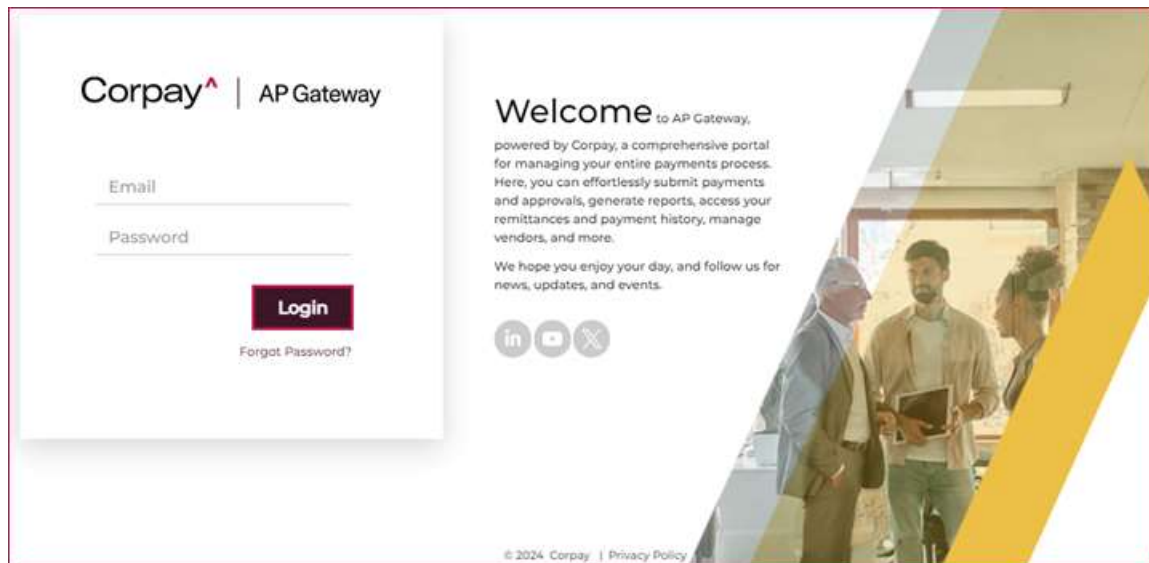 Corpay^ | AP Gateway
Email
Password
Login
Forgot Password?
Welcome to AP Gateway,
powered by Corpay, a comprehensive portal
for managing your entire payments process.
Here, you can effortlessly submit payments
and approvals, generate reports, access your
remittances and payment history, manage
vendors, and more.
We hope you enjoy your day, and follow us for
news, updates, and events.
in
X
© 2024 Corpay | Privacy Policy